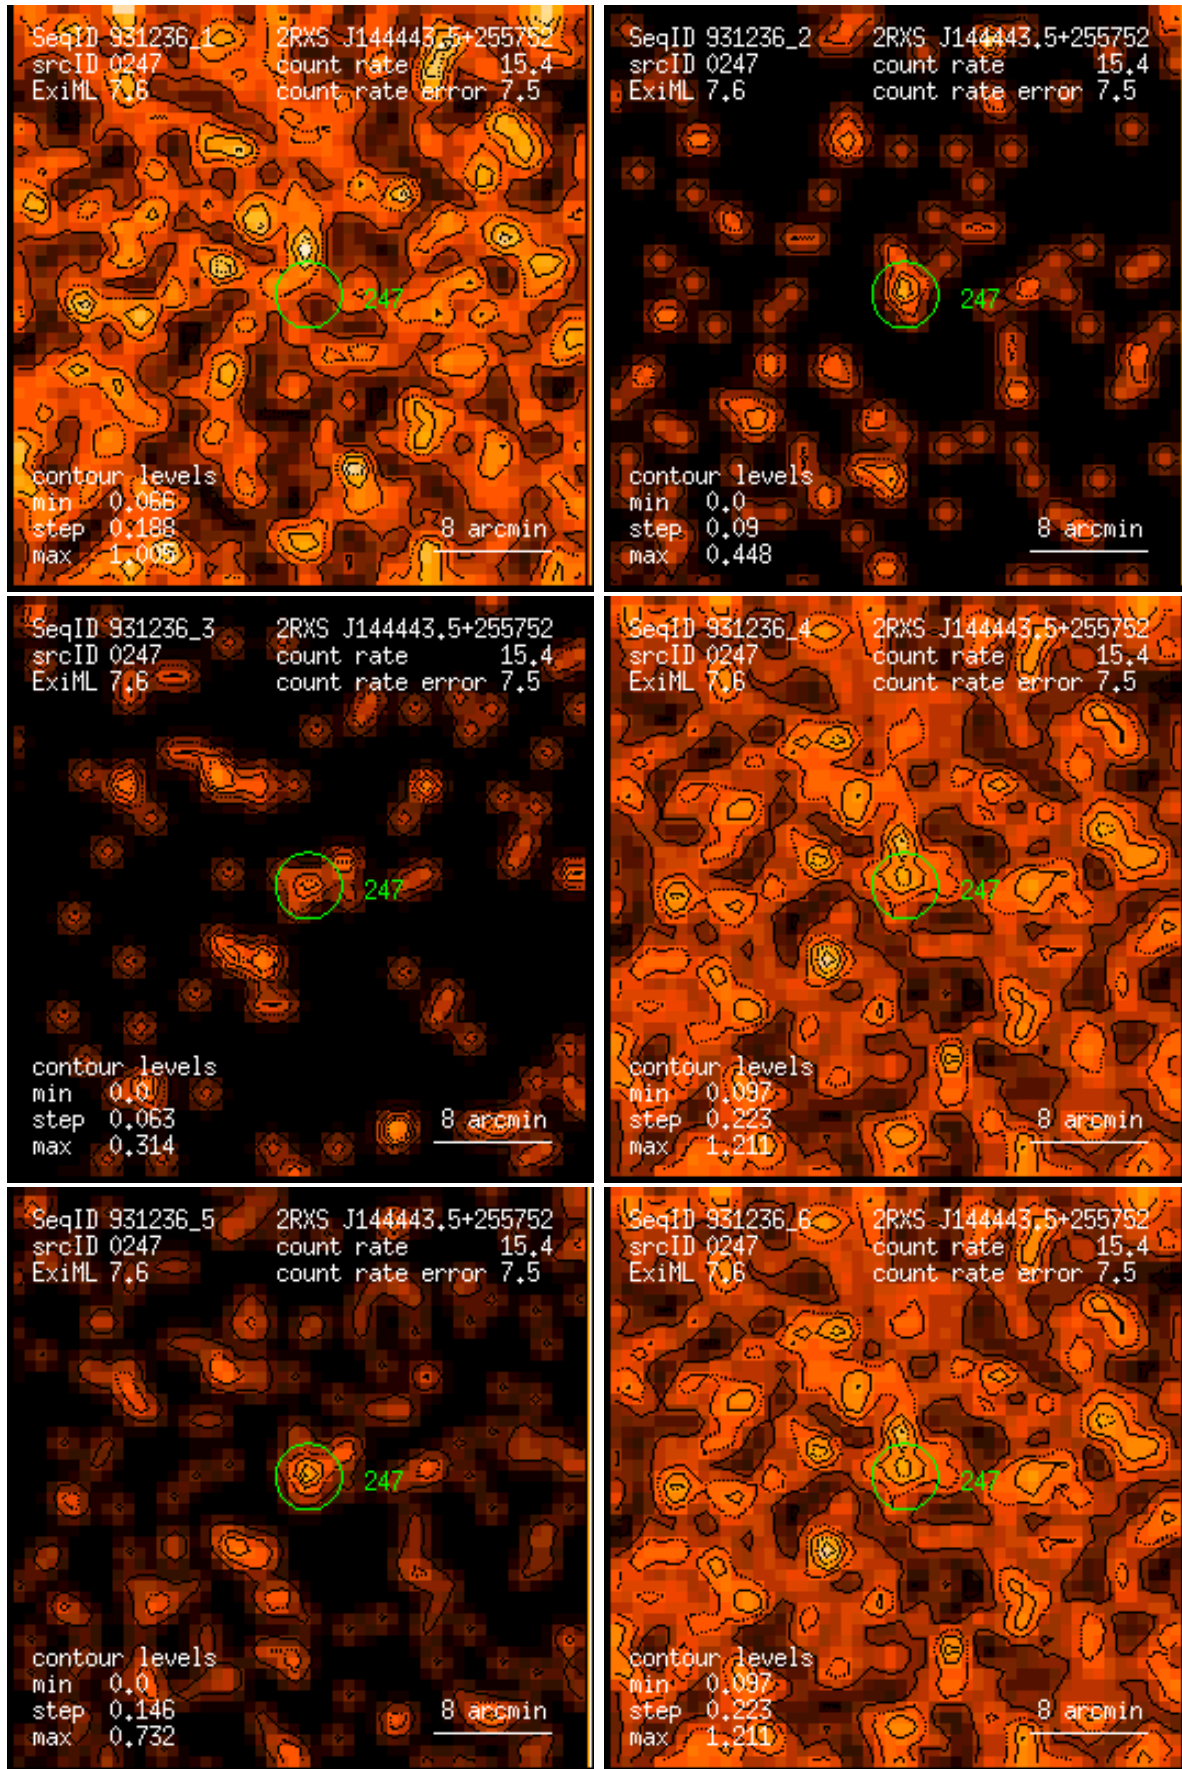 SeqID 931236_1 2RXS J144443.5+255752
srcID 0247 count rate 15.4
ExiML 7.6 count rate error 7.5
247
contour levels
min 0.066
step 0.188
max 1.005
8 arcmin
SeqID 931236_2 2RXS J144443.5+255752
srcID 0247 count rate 15.4
ExiML 7.6 count rate error 7.5
247
contour levels
min 0.0
step 0.09
max 0.448
8 arcmin
SeqID 931236_3 2RXS J144443.5+255752
srcID 0247 count rate 15.4
ExiML 7.6 count rate error 7.5
247
contour levels
min 0.0
step 0.063
max 0.314
8 arcmin
SeqID 931236_4 2RXS J144443.5+255752
srcID 0247 count rate 15.4
ExiML 7.6 count rate error 7.5
247
contour levels
min 0.097
step 0.223
max 1.211
8 arcmin
SeqID 931236_5 2RXS J144443.5+255752
srcID 0247 count rate 15.4
ExiML 7.6 count rate error 7.5
247
contour levels
min 0.0
step 0.146
max 0.732
8 arcmin
SeqID 931236_6 2RXS J144443.5+255752
srcID 0247 count rate 15.4
ExiML 7.6 count rate error 7.5
247
contour levels
min 0.097
step 0.223
max 1.211
8 arcmin